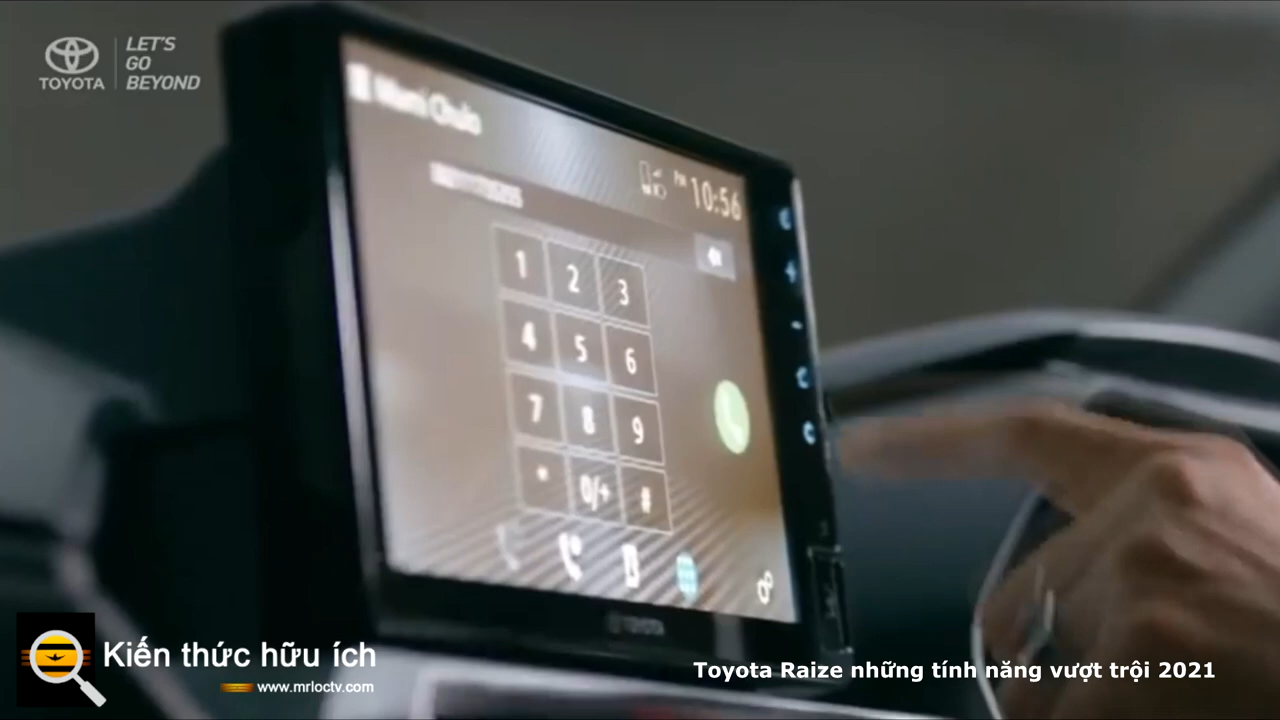 LET'S
GO
BEYOND
TOYOTA
PM 10:56
1 2 3
4 5 6
7 8 9
* 0/+ #
Kiến thức hữu ích
www.mrloctv.com
Toyota Raize những tính năng vượt trội 2021